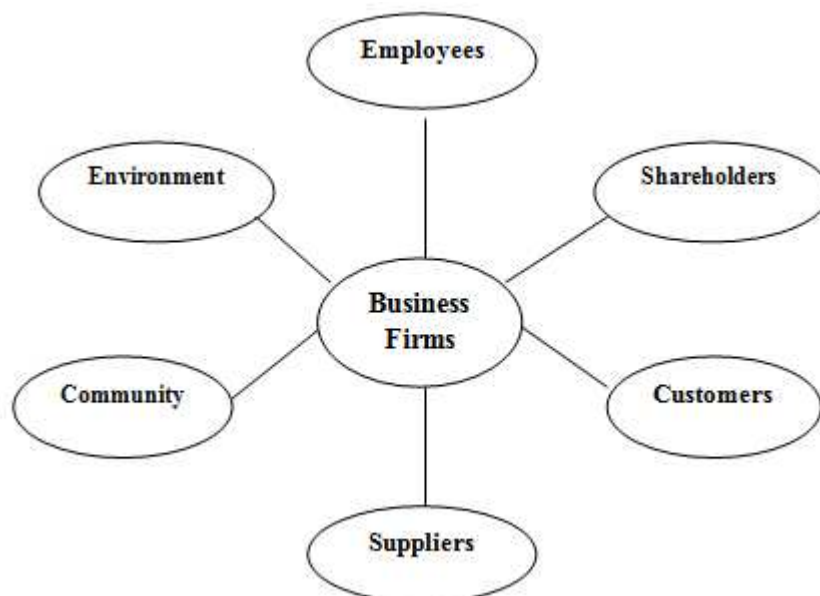 Employees
Environment
Shareholders
Business
Firms
Community
Customers
Suppliers